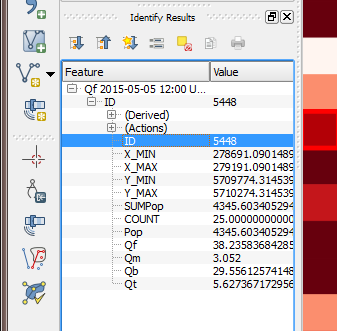 Identify Results
Feature Value
Qf 2015-05-05 12:00 U...
ID 5448
(Derived)
(Actions)
ID 5448
X_MIN 278691.0901489
X_MAX 279191.0901489
Y_MIN 5709774.314539
Y_MAX 5710274.314539
SUMPop 4345.603405294
COUNT 25.00000000000
Pop 4345.603405294
Qf 38.23583684285
Qm 3.052
Qb 29.55612574148
Qt 5.627367172956